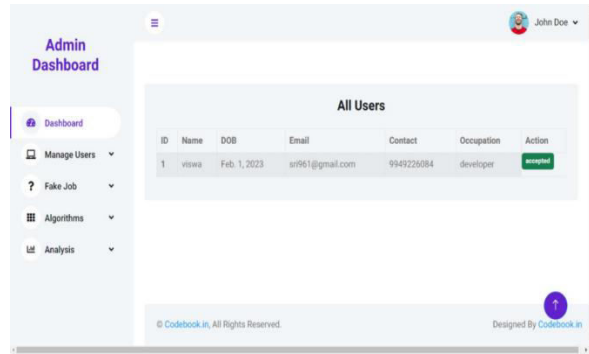 Admin
Dashboard
John Doe
Dashboard
Manage Users
? Fake Job
Algorithms
Analysis
All Users
ID Name DOB Email Contact Occupation Action
1 viswa Feb. 1, 2023 sri961@gmail.com 9949226084 developer accepted
© Codebook.in, All Rights Reserved.
Designed By Codebook.in